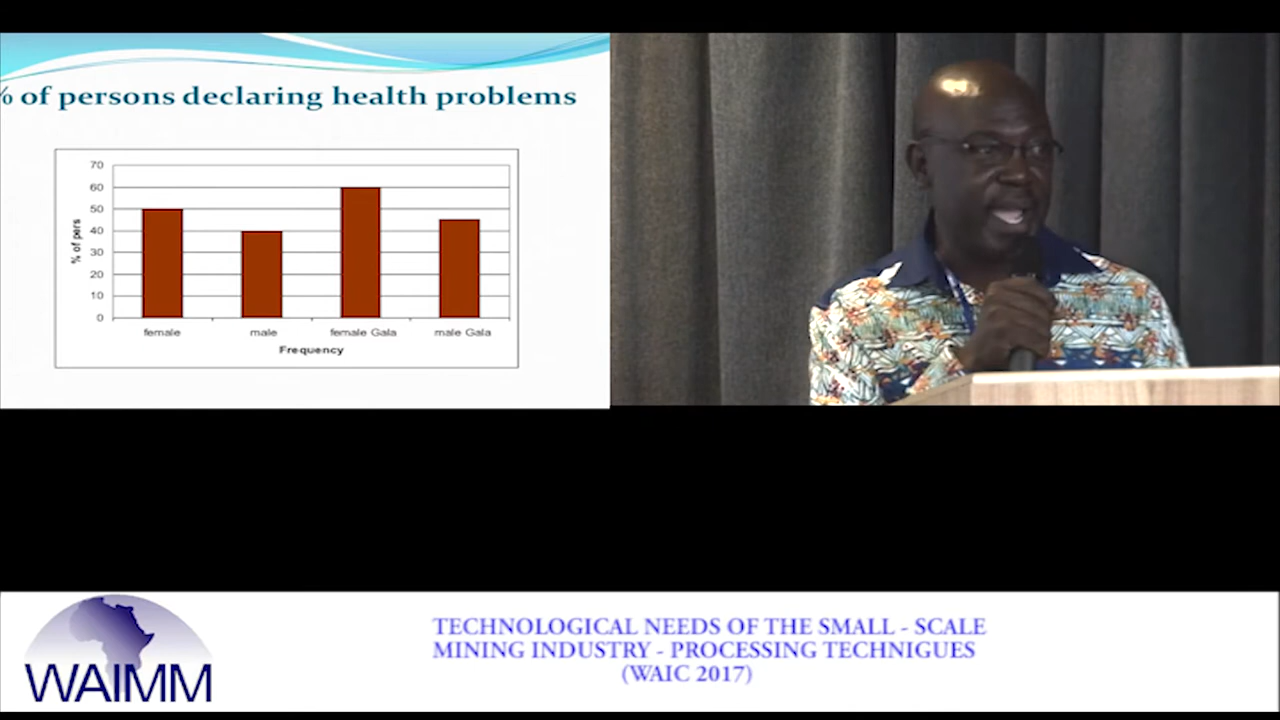 % of persons declaring health problems
70
60
50
40
30
20
10
0
% of pers
female male female Gala male Gala
Frequency
WAIMM
TECHNOLOGICAL NEEDS OF THE SMALL - SCALE
MINING INDUSTRY - PROCESSING TECHNIGUES
(WAIC 2017)